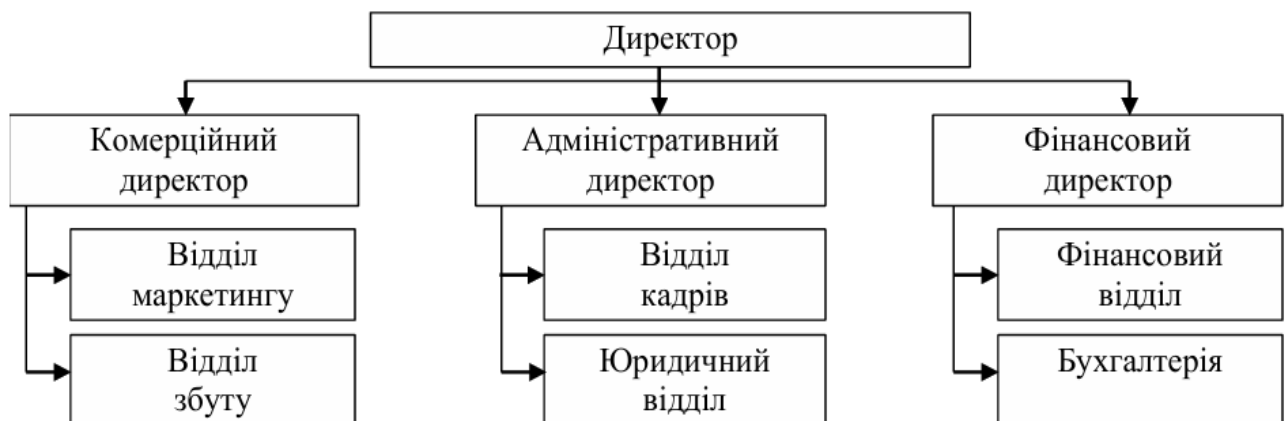 Директор
Комерційний
директор
Адміністративний
директор
Фінансовий
директор
Відділ
маркетингу
Відділ
кадрів
Фінансовий
відділ
Відділ
збуту
Юридичний
відділ
Бухгалтерія